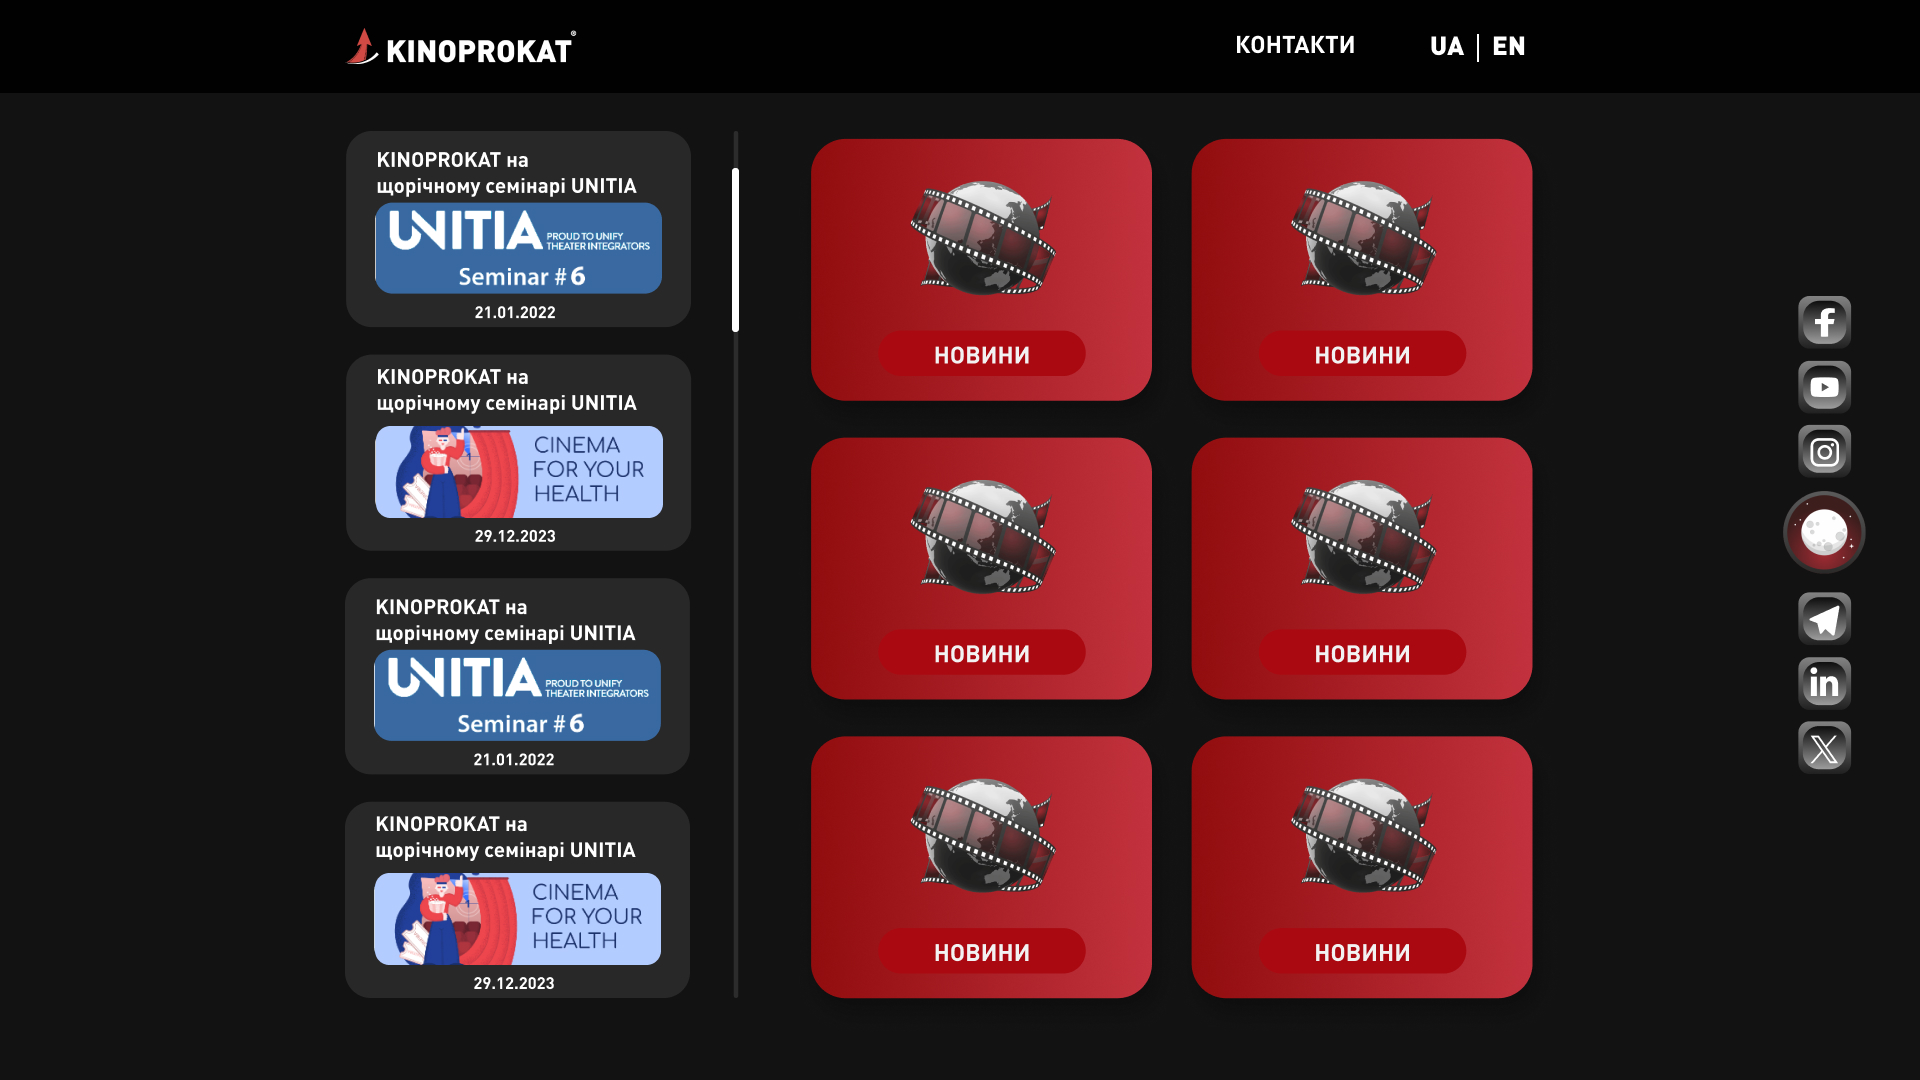 KINOPROKAT®
КОНТАКТИ
UA | EN
KINOPROKAT на
щорічному семінарі UNITIA
UNITIA PROUD TO UNIFY
THEATER INTEGRATORS
Seminar #6
21.01.2022
KINOPROKAT на
щорічному семінарі UNITIA
CINEMA
FOR YOUR
HEALTH
29.12.2023
KINOPROKAT на
щорічному семінарі UNITIA
UNITIA PROUD TO UNIFY
THEATER INTEGRATORS
Seminar #6
21.01.2022
KINOPROKAT на
щорічному семінарі UNITIA
CINEMA
FOR YOUR
HEALTH
29.12.2023
НОВИНИ
НОВИНИ
НОВИНИ
НОВИНИ
НОВИНИ
НОВИНИ
in